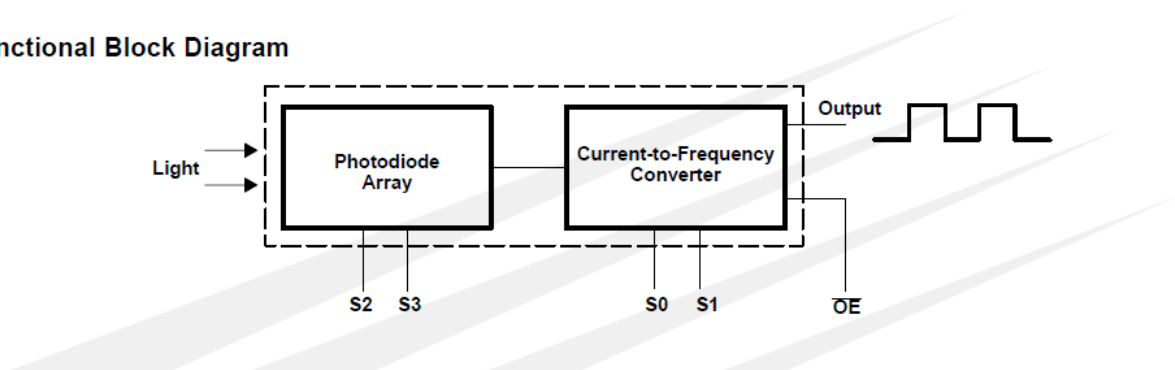 nctional Block Diagram
Output
Light
Photodiode
Array
Current-to-Frequency
Converter
S2 S3 S0 S1 OE